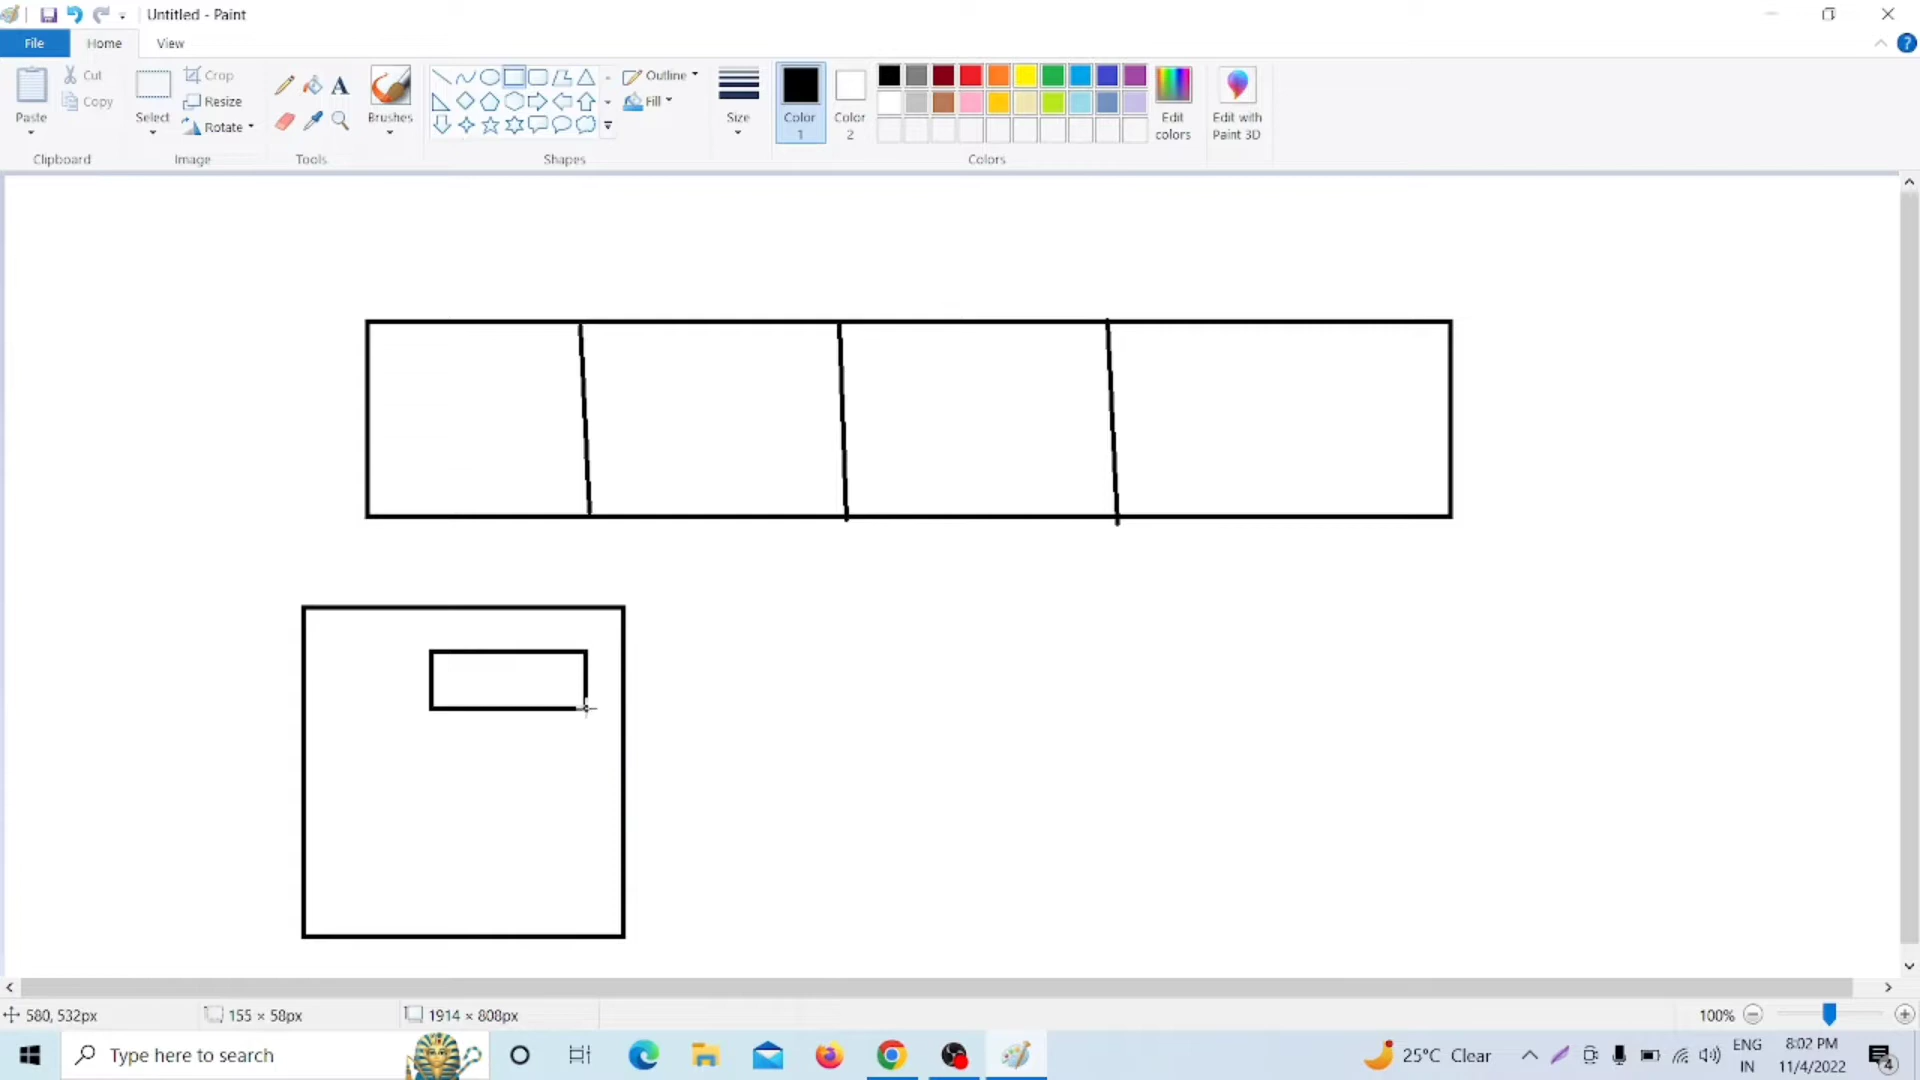 Untitled - Paint
File Home View
Paste
Cut
Copy
Clipboard
Select
Crop
Resize
Rotate
Image
Tools
Brushes
Shapes
Outline
Fill
Size
Color 1
Color 2
Edit colors
Colors
Edit with Paint 3D
580, 532px 155 × 58px 1914 × 808px 100%
Type here to search
25°C Clear
ENG
IN
8:02 PM
11/4/2022
4